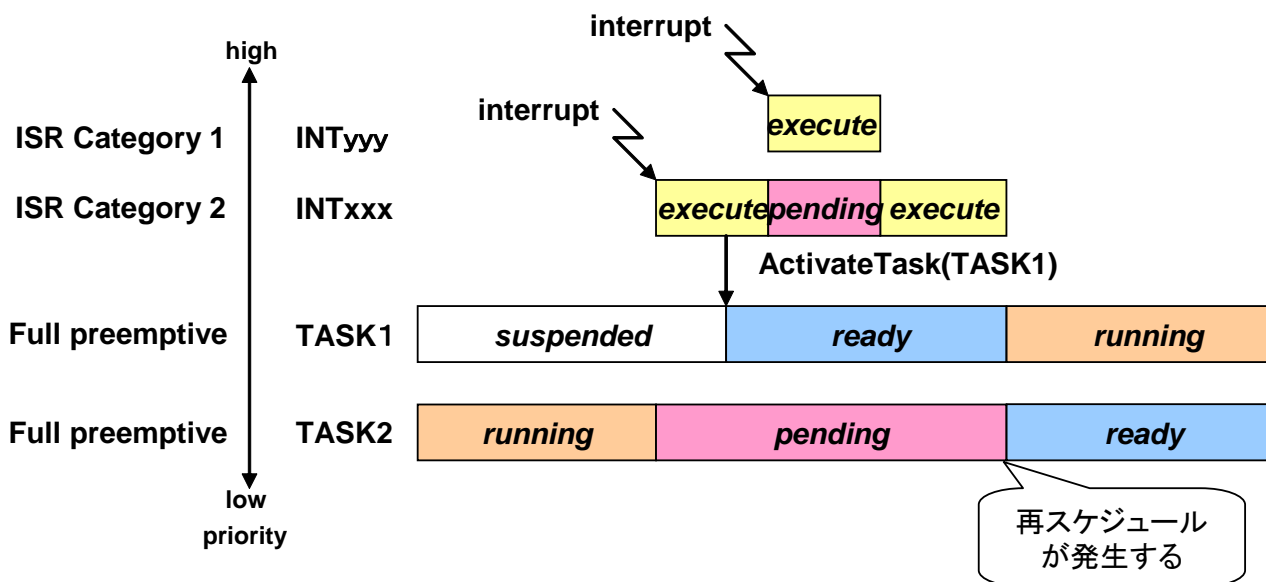 interrupt
high
interrupt
execute
ISR Category 1
INTyyy
ISR Category 2
INTxxx
execute
pending
execute
ActivateTask(TASK1)
Full preemptive
TASK1
suspended
ready
running
Full preemptive
TASK2
running
pending
ready
low
priority
再スケジュール
が発生する